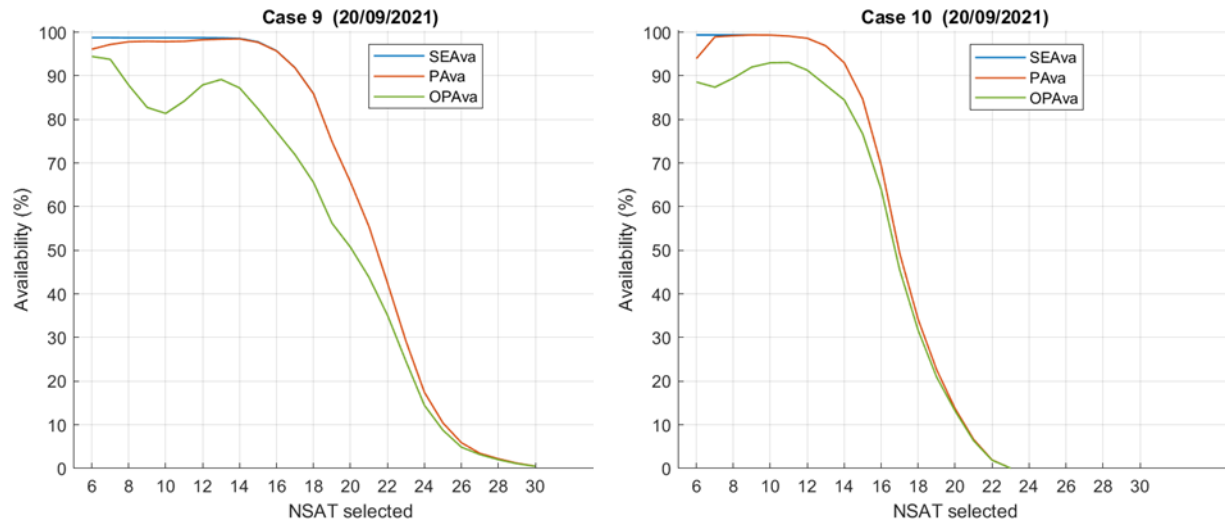 Case 9 (20/09/2021)
SEAva
PAva
OPAva
Availability (%)
100
90
80
70
60
50
40
30
20
10
0
6 8 10 12 14 16 18 20 22 24 26 28 30
NSAT selected
Case 10 (20/09/2021)
SEAva
PAva
OPAva
Availability (%)
100
90
80
70
60
50
40
30
20
10
0
6 8 10 12 14 16 18 20 22 24 26 28 30
NSAT selected